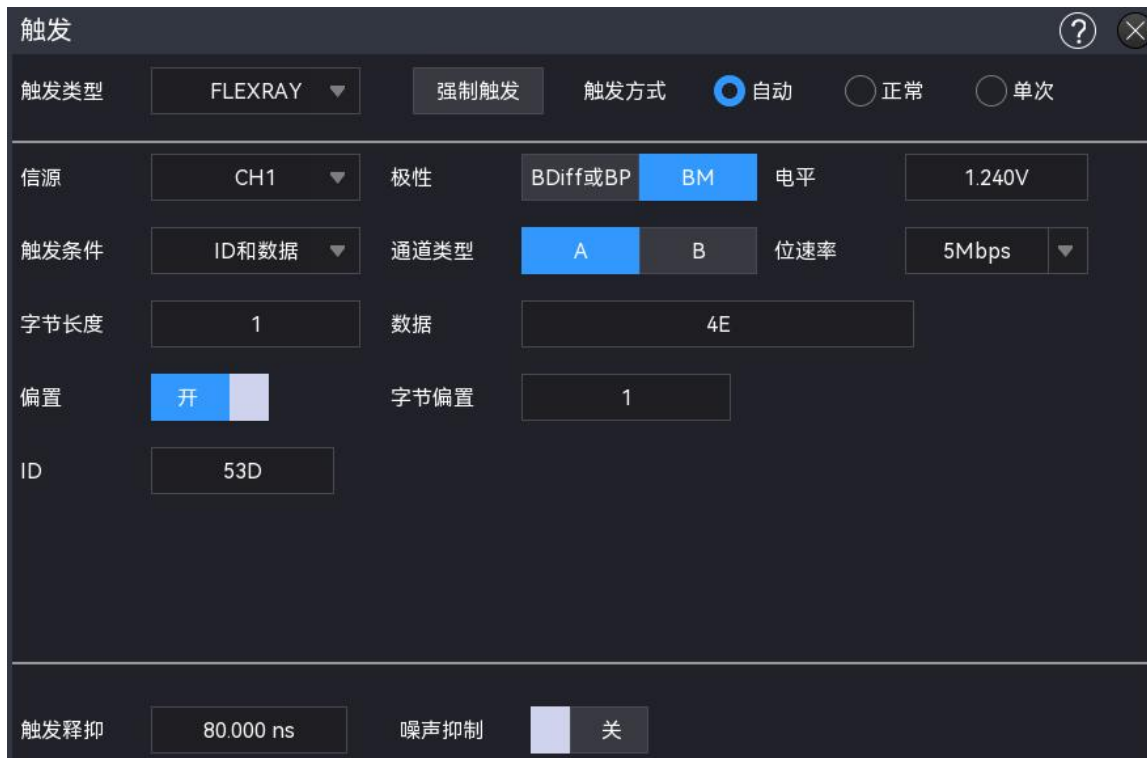 触发 ?
触发类型 FLEXRAY 强制触发 触发方式 自动 正常 单次
信源 CH1 极性 BDiff或BP BM 电平 1.240V
触发条件 ID和数据 通道类型 A B 位速率 5Mbps
字节长度 1 数据 4E
偏置 开 字节偏置 1
ID 53D
触发释抑 80.000 ns 噪声抑制 关